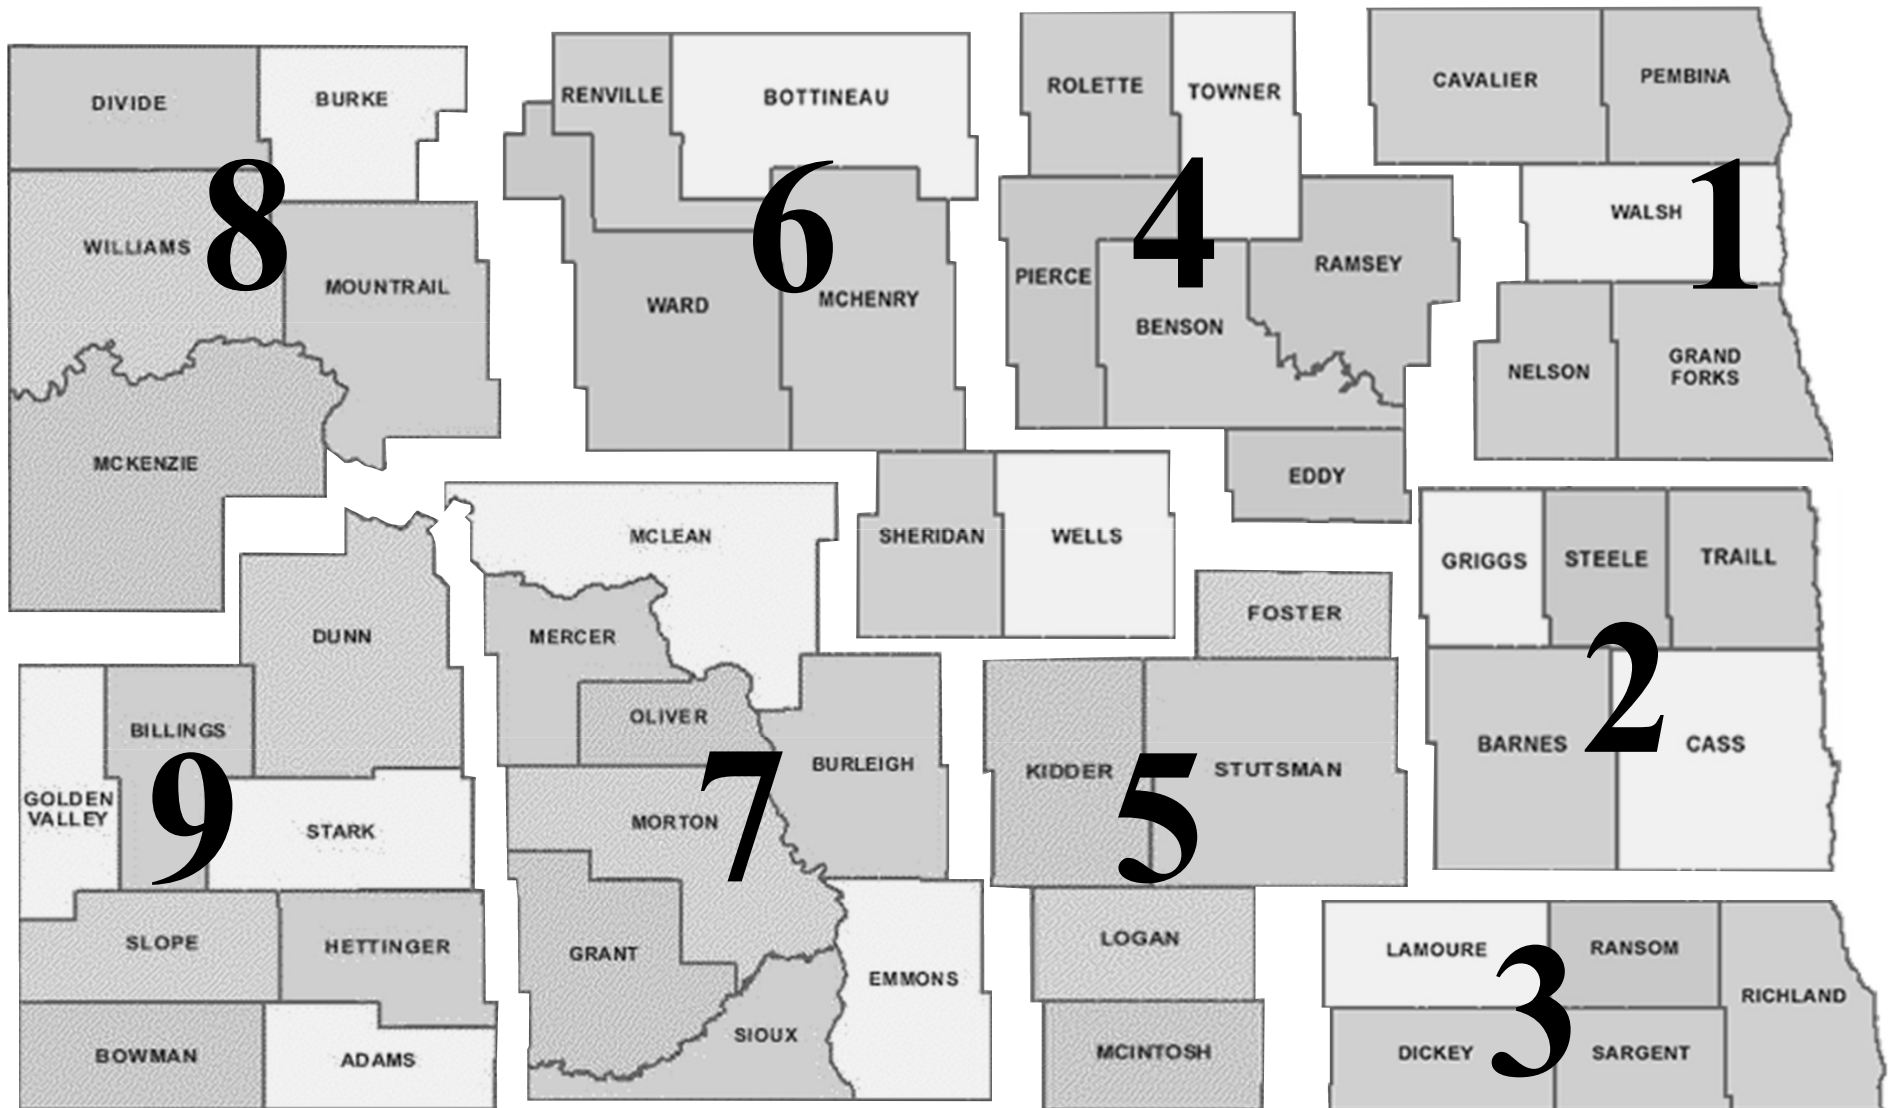 DIVIDE
BURKE
WILLIAMS
8
MOUNTRAIL
MCKENZIE
RENVILLE
BOTTINEAU
6
WARD
MCHENRY
ROLETTE
TOWNER
4
PIERCE
BENSON
RAMSEY
EDDY
SHERIDAN
WELLS
CAVALIER
PEMBINA
WALSH
1
NELSON
GRAND
FORKS
GRIGGS
STEELE
TRAILL
2
BARNES
CASS
DUNN
BILLINGS
GOLDEN
VALLEY
9
STARK
SLOPE
HETTINGER
BOWMAN
ADAMS
MCLEAN
MERCER
OLIVER
BURLEIGH
7
MORTON
GRANT
EMMONS
SIOUX
FOSTER
KIDDER
5
STUTSMAN
LOGAN
MCINTOSH
LAMOURE
RANSOM
3
RICHLAND
DICKEY
SARGENT